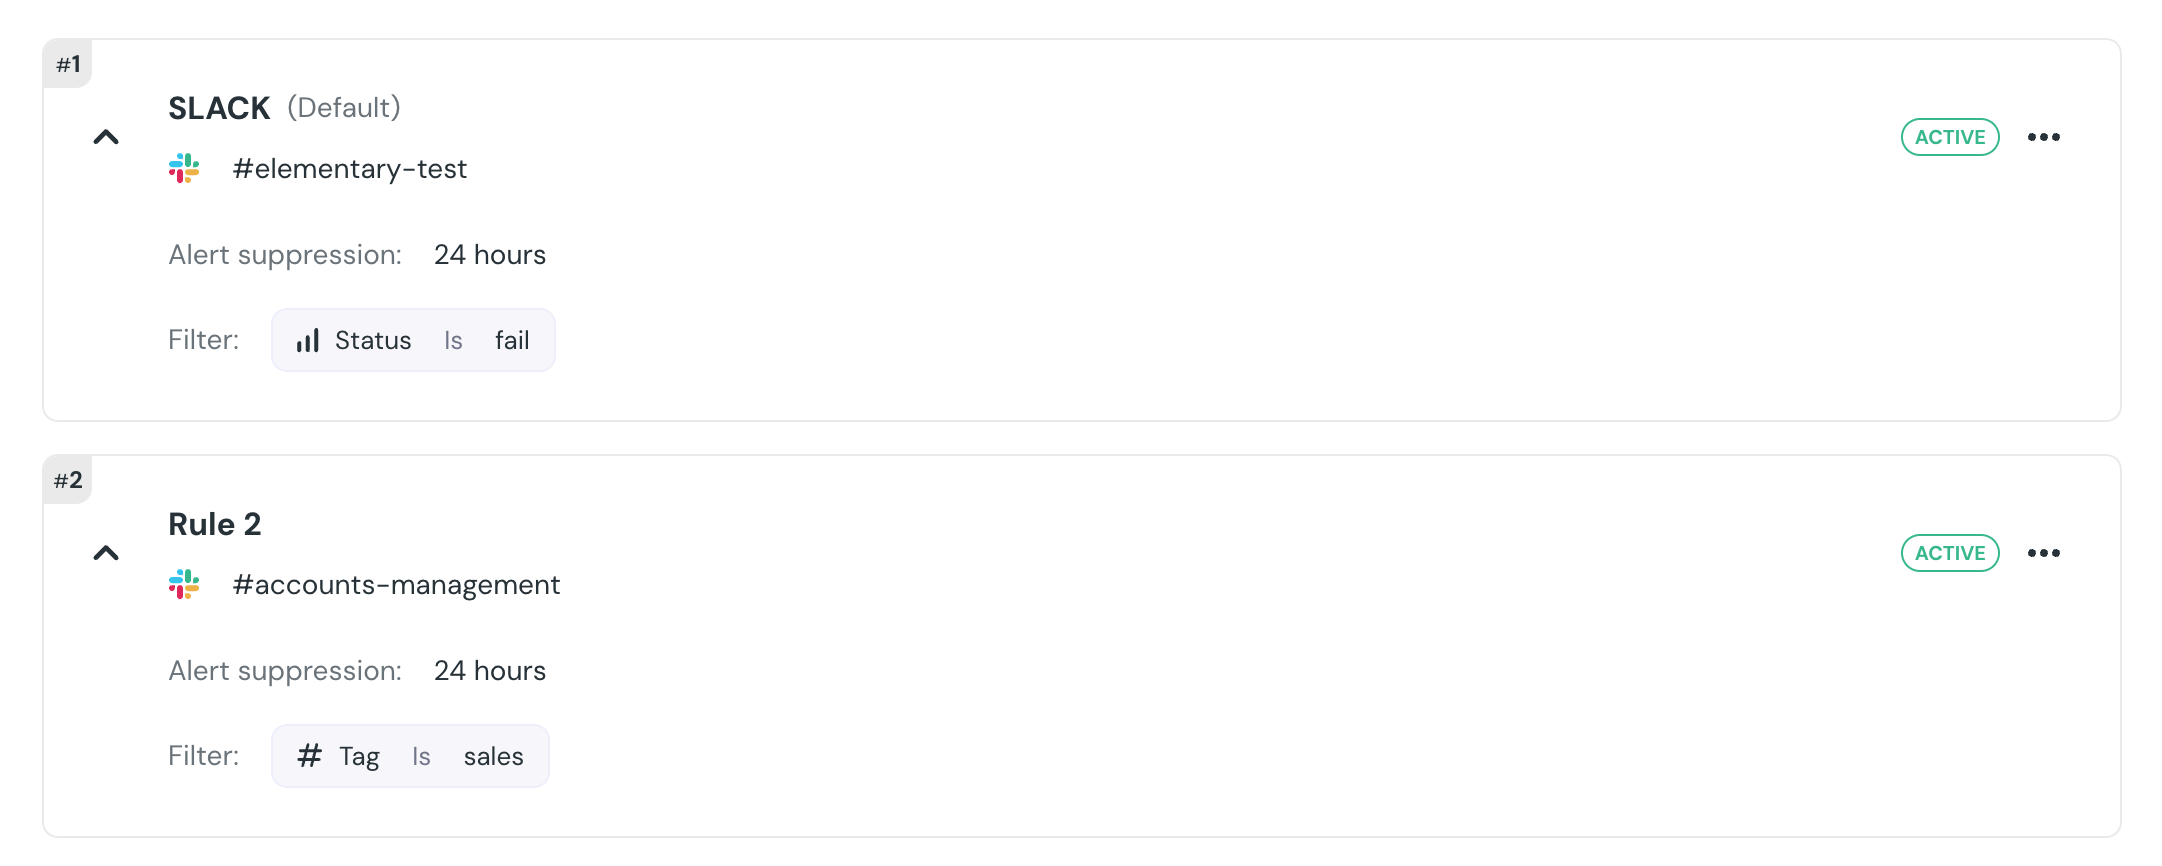 #1
SLACK (Default)
ACTIVE
#elementary-test
Alert suppression: 24 hours
Filter: Status Is fail
#2
Rule 2
ACTIVE
#accounts-management
Alert suppression: 24 hours
Filter: # Tag Is sales